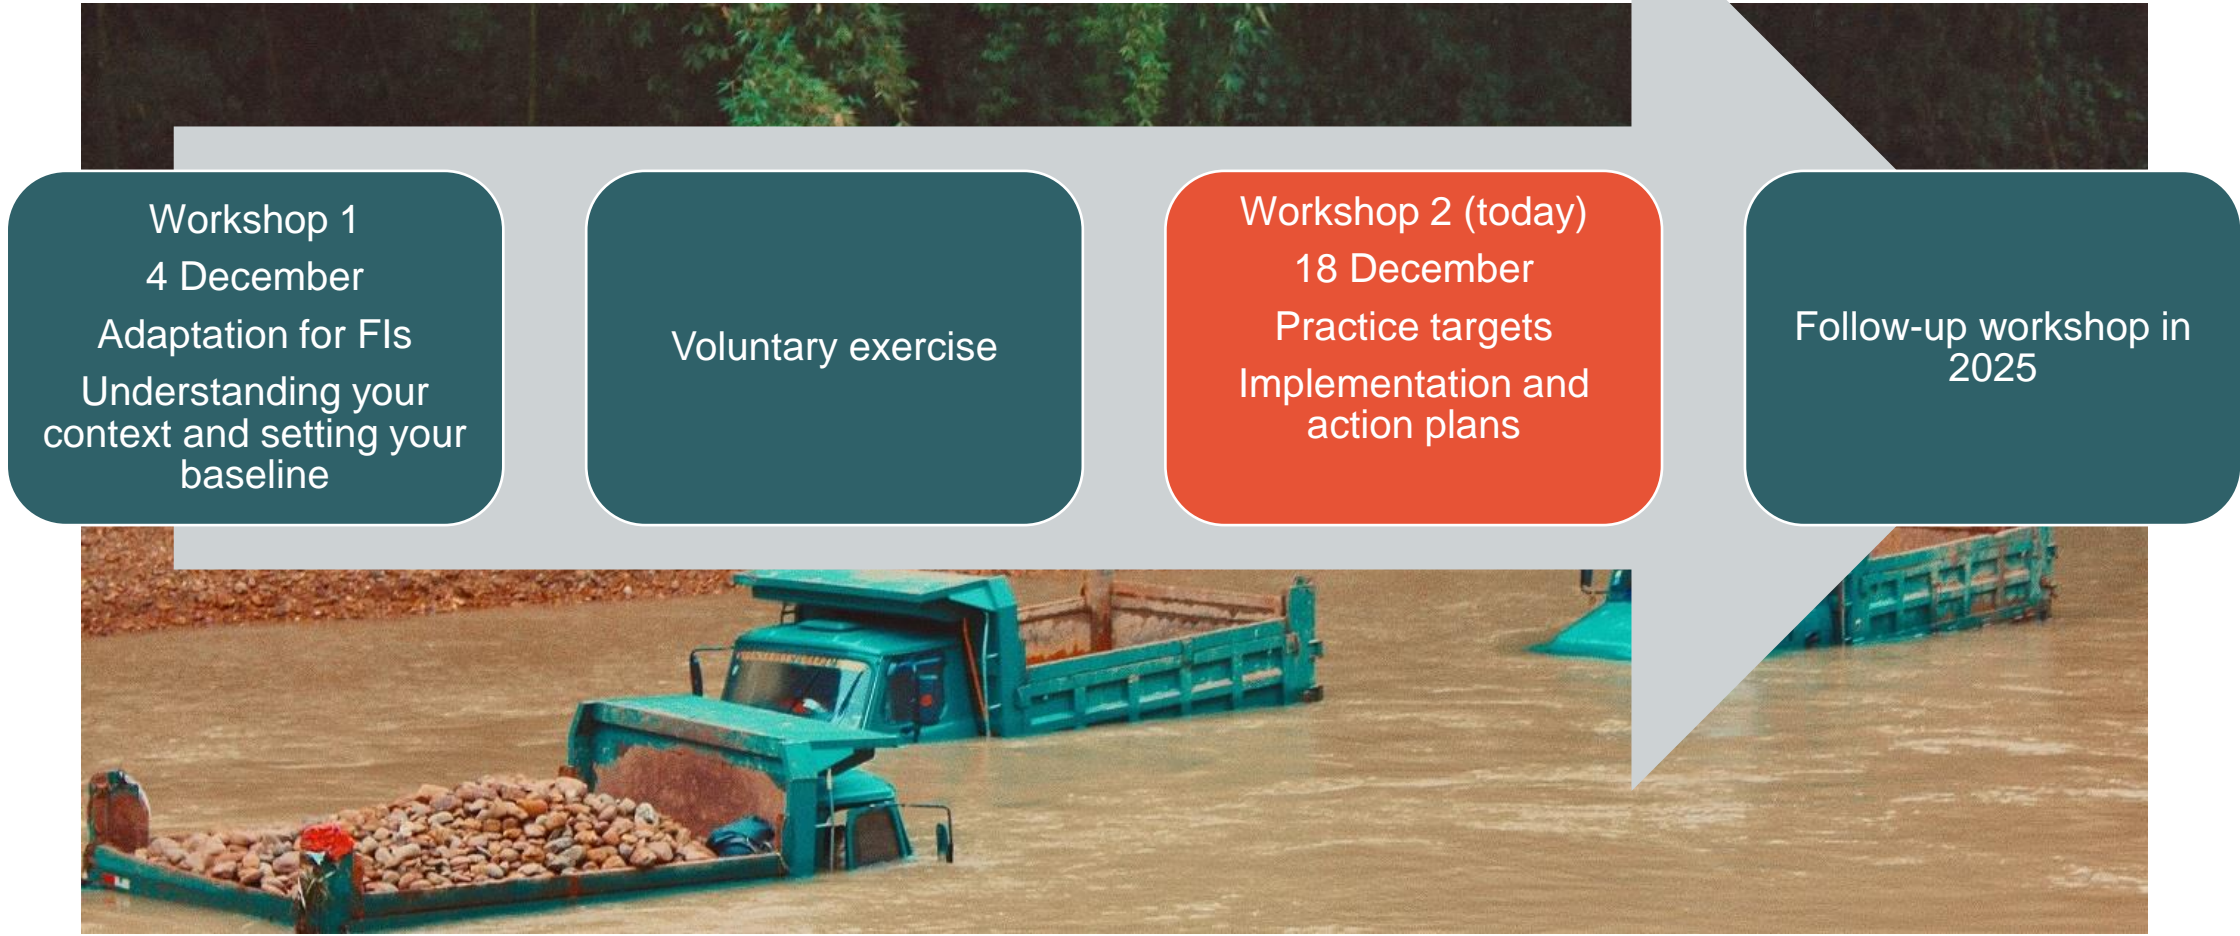 Workshop 1
4 December
Adaptation for FIs
Understanding your
context and setting your
baseline
Voluntary exercise
Workshop 2 (today)
18 December
Practice targets
Implementation and
action plans
Follow-up workshop in
2025